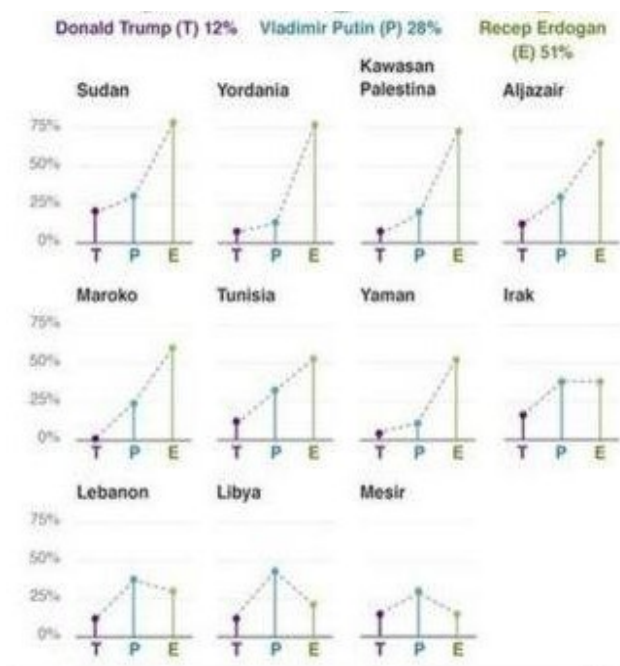 Donald Trump (T) 12% Vladimir Putin (P) 28% Recep Erdogan
(E) 51%
Sudan Yordania Kawasan
Palestina Aljazair
75%
50%
25%
0%
T P E T P E T P E T P E
Maroko Tunisia Yaman Irak
75%
50%
25%
0%
T P E T P E T P E T P E
Lebanon Libya Mesir
75%
50%
25%
0%
T P E T P E T P E